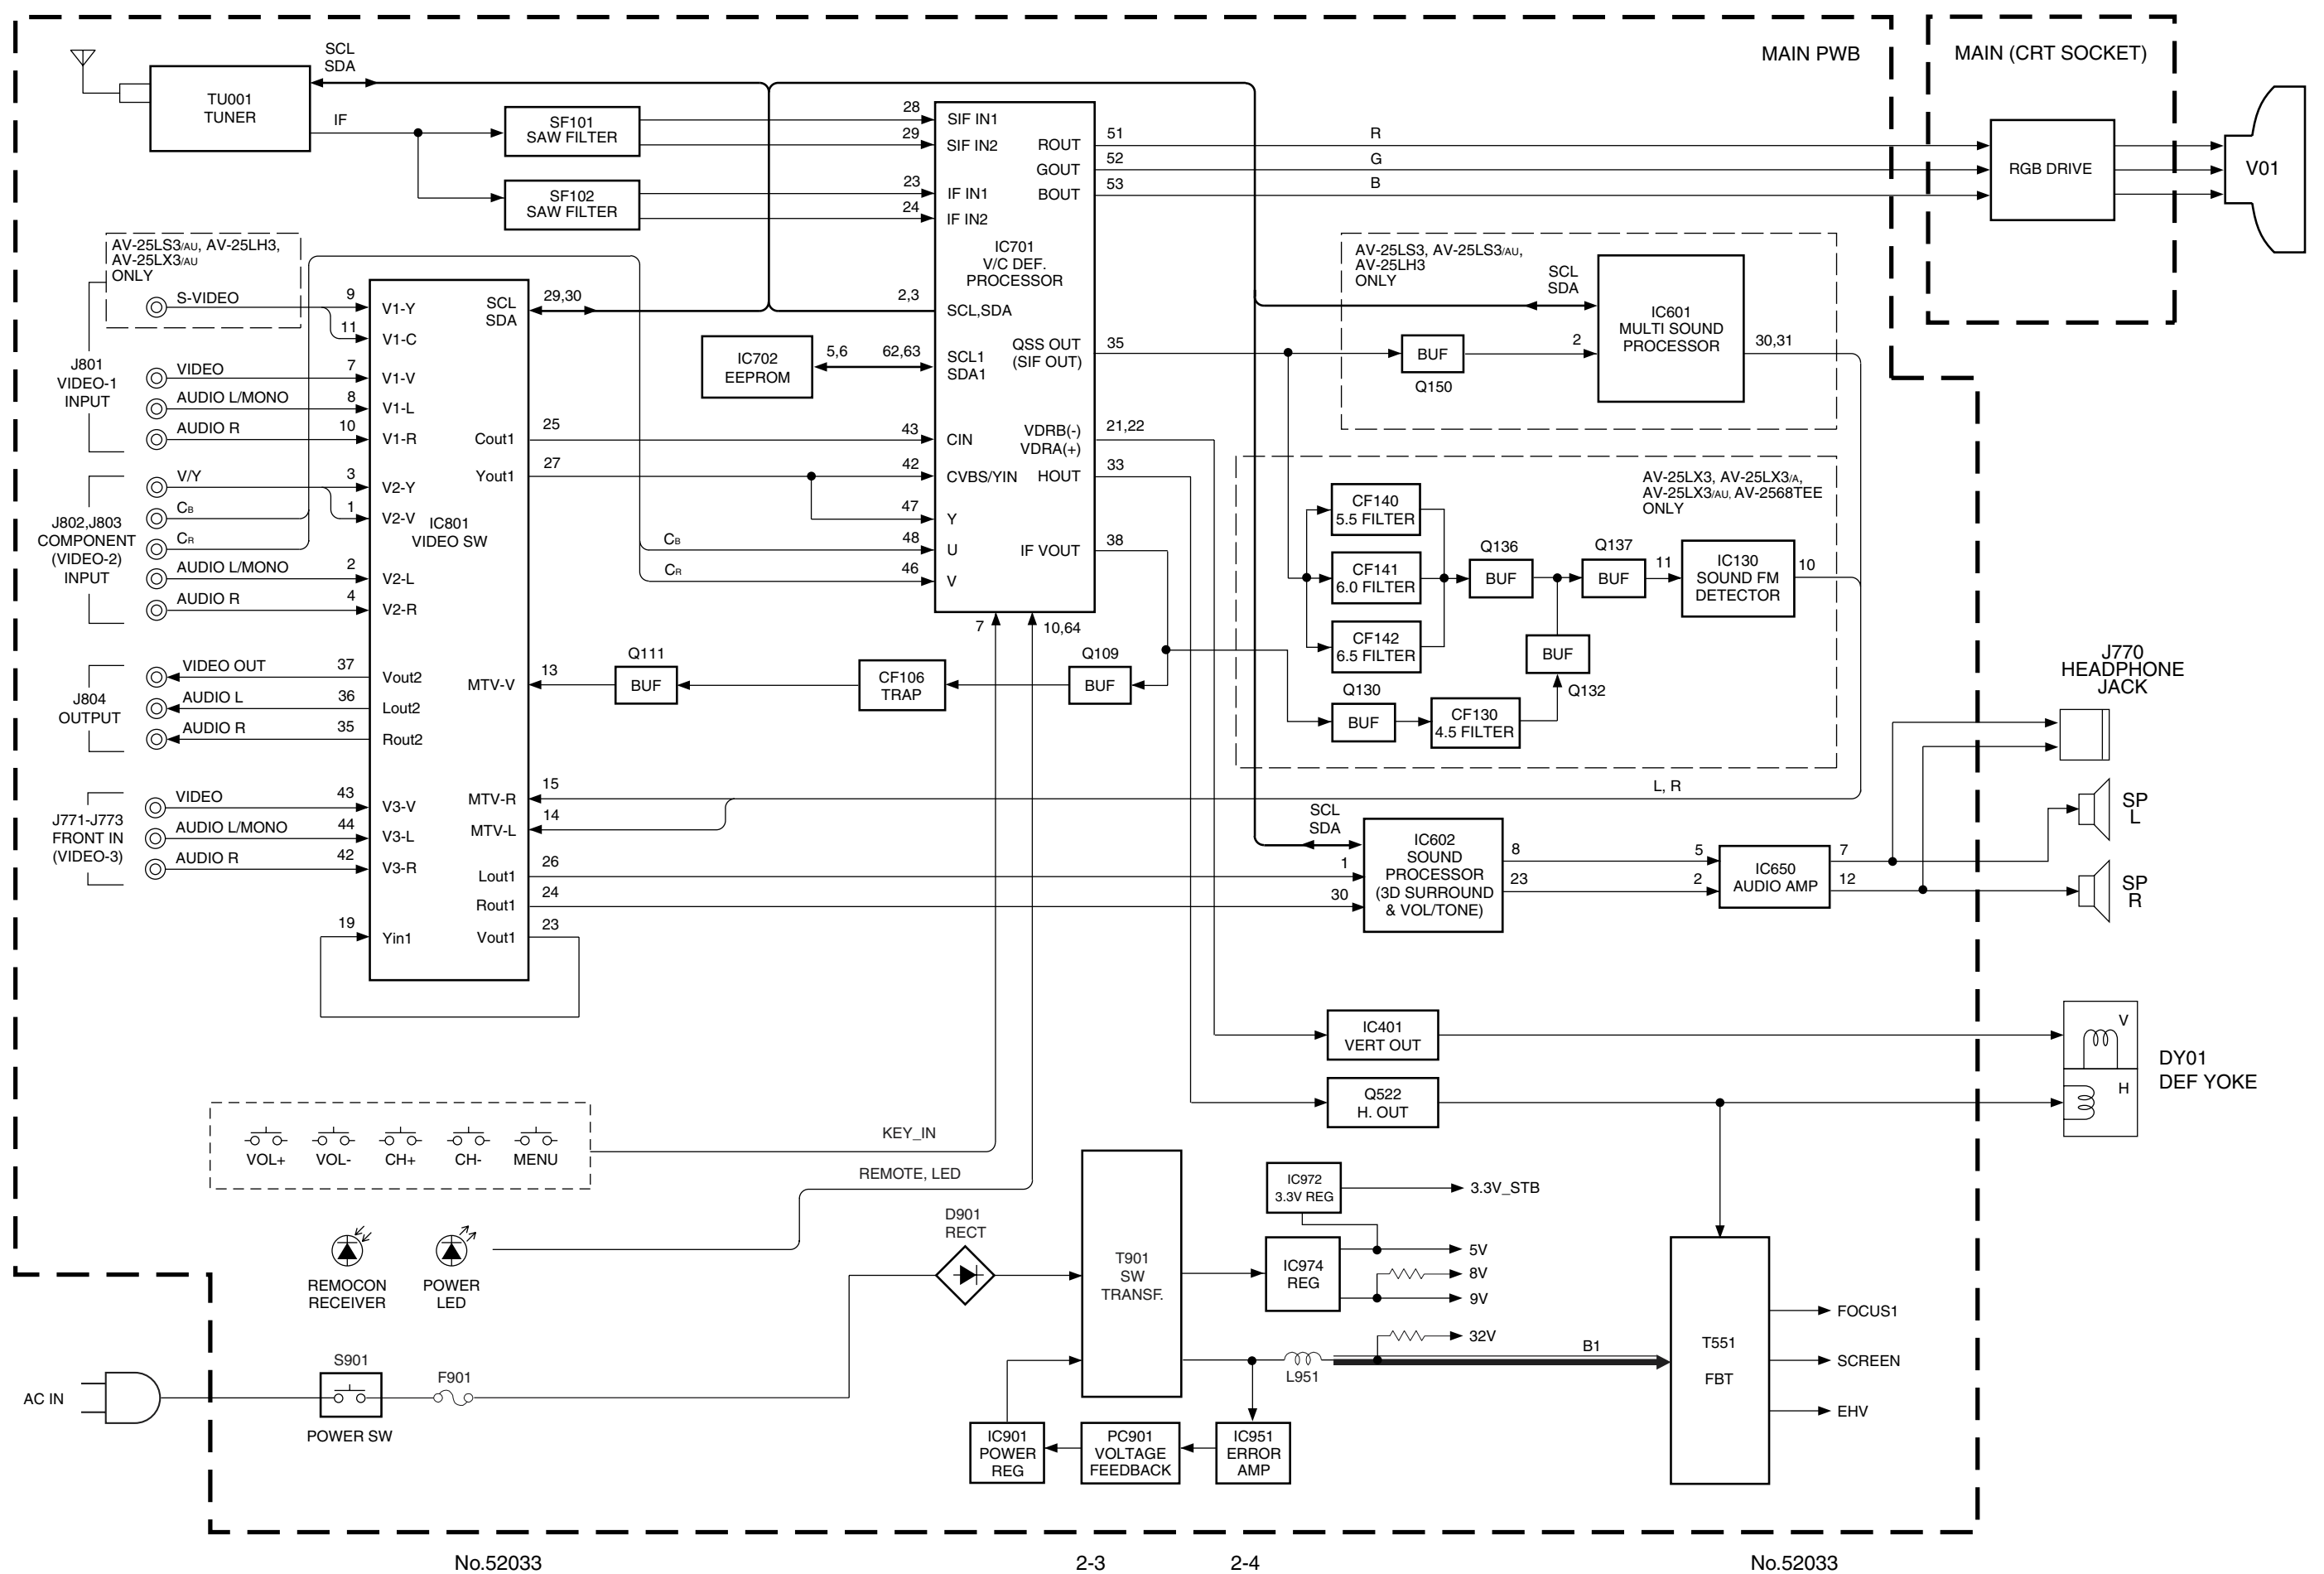 MAIN PWB
MAIN (CRT SOCKET)
SCL
SDA
TU001
TUNER
IF
SF101
SAW FILTER
SF102
SAW FILTER
28
29
23
24
SIF IN1
SIF IN2
IF IN1
IF IN2
IC701
V/C DEF.
PROCESSOR
ROUT
GOUT
BOUT
51
52
53
R
G
B
RGB DRIVE
V01
AV-25LS3/AU, AV-25LH3,
AV-25LX3/AU
ONLY
S-VIDEO
9
11
V1-Y
V1-C
J801
VIDEO-1
INPUT
VIDEO
7
V1-V
AUDIO L/MONO
8
V1-L
AUDIO R
10
V1-R
J802,J803
COMPONENT
(VIDEO-2)
INPUT
V/Y
3
V2-Y
CB
1
V2-V
CR
AUDIO L/MONO
2
V2-L
AUDIO R
4
V2-R
IC801
VIDEO SW
J804
OUTPUT
VIDEO OUT
37
Vout2
AUDIO L
36
Lout2
AUDIO R
35
Rout2
J771-J773
FRONT IN
(VIDEO-3)
VIDEO
43
V3-V
AUDIO L/MONO
44
V3-L
AUDIO R
42
V3-R
19
Yin1
SCL
SDA
29,30
Cout1
25
Yout1
27
MTV-V
13
MTV-R
15
MTV-L
14
Lout1
26
Rout1
24
Vout1
23
IC702
EEPROM
5,6
62,63
2,3
SCL,SDA
SCL1
SDA1
43
CIN
42
CVBS/YIN
47
Y
CB
48
U
CR
46
V
QSS OUT
(SIF OUT)
35
VDRB(-)
VDRA(+)
21,22
HOUT
33
IF VOUT
38
7
10,64
Q111
BUF
CF106
TRAP
Q109
BUF
AV-25LS3, AV-25LS3/AU,
AV-25LH3
ONLY
SCL
SDA
IC601
MULTI SOUND
PROCESSOR
BUF
Q150
2
30,31
AV-25LX3, AV-25LX3/A,
AV-25LX3/AU, AV-2568TEE
ONLY
CF140
5.5 FILTER
CF141
6.0 FILTER
CF142
6.5 FILTER
Q136
BUF
Q137
BUF
11
IC130
SOUND FM
DETECTOR
10
BUF
Q132
Q130
BUF
CF130
4.5 FILTER
L, R
SCL
SDA
1
30
IC602
SOUND
PROCESSOR
(3D SURROUND
& VOL/TONE)
8
23
5
2
IC650
AUDIO AMP
7
12
J770
HEADPHONE
JACK
SP
L
SP
R
IC401
VERT OUT
Q522
H. OUT
V
H
DY01
DEF YOKE
VOL+
VOL-
CH+
CH-
MENU
KEY_IN
REMOTE, LED
REMOCON
RECEIVER
POWER
LED
D901
RECT
T901
SW
TRANSF.
IC972
3.3V REG
3.3V_STB
IC974
REG
5V
8V
9V
32V
B1
L951
T551
FBT
FOCUS1
SCREEN
EHV
AC IN
S901
POWER SW
F901
IC901
POWER
REG
PC901
VOLTAGE
FEEDBACK
IC951
ERROR
AMP
No.52033
2-3
2-4
No.52033